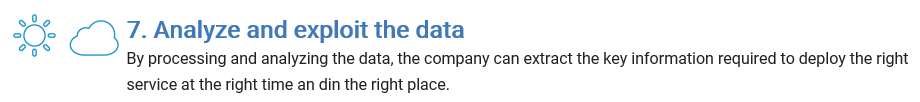 7. Analyze and exploit the data
By processing and analyzing the data, the company can extract the key information required to deploy the right
service at the right time an din the right place.